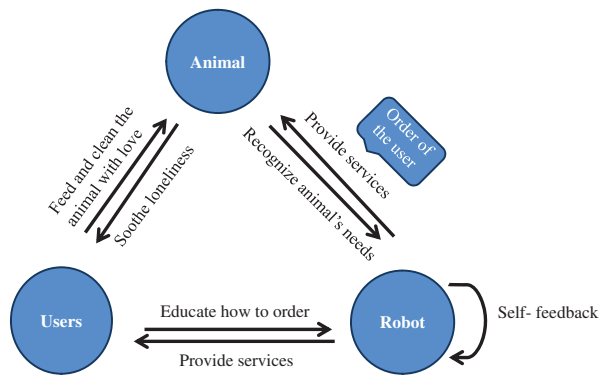 Animal
Feed and clean the
animal with love
Soothe loneliness
Provide services
Recognize animal's needs
Order of
the user
Users
Educate how to order
Provide services
Robot
Self- feedback